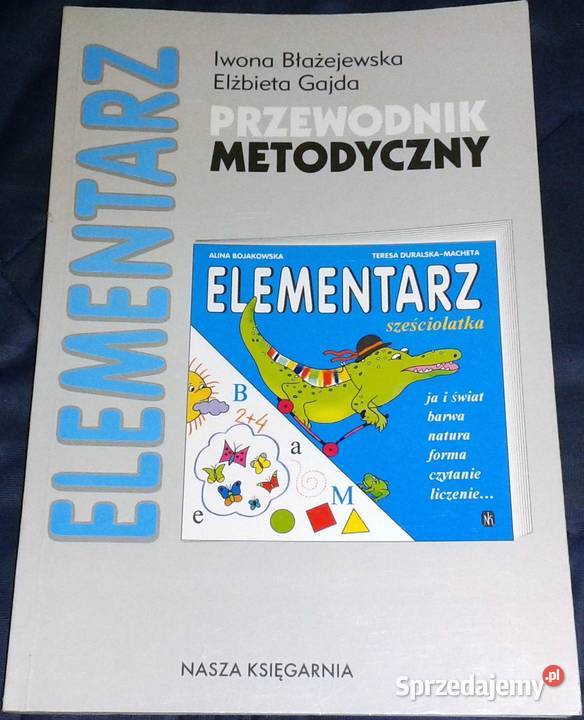 ELEMENTARZ
Iwona Błażejewska
Elżbieta Gajda
PRZEWODNIK
METODYCZNY
ALINA BOJAKOWSKA
TERESA DURALSKA–MACHETA
ELEMENTARZ
sześciolatka
ja i świat
barwa
natura
forma
czytanie
liczenie...
B
2+4
a
M
e
NK
NASZA KSIĘGARNIA
Sprzedajemy.pl